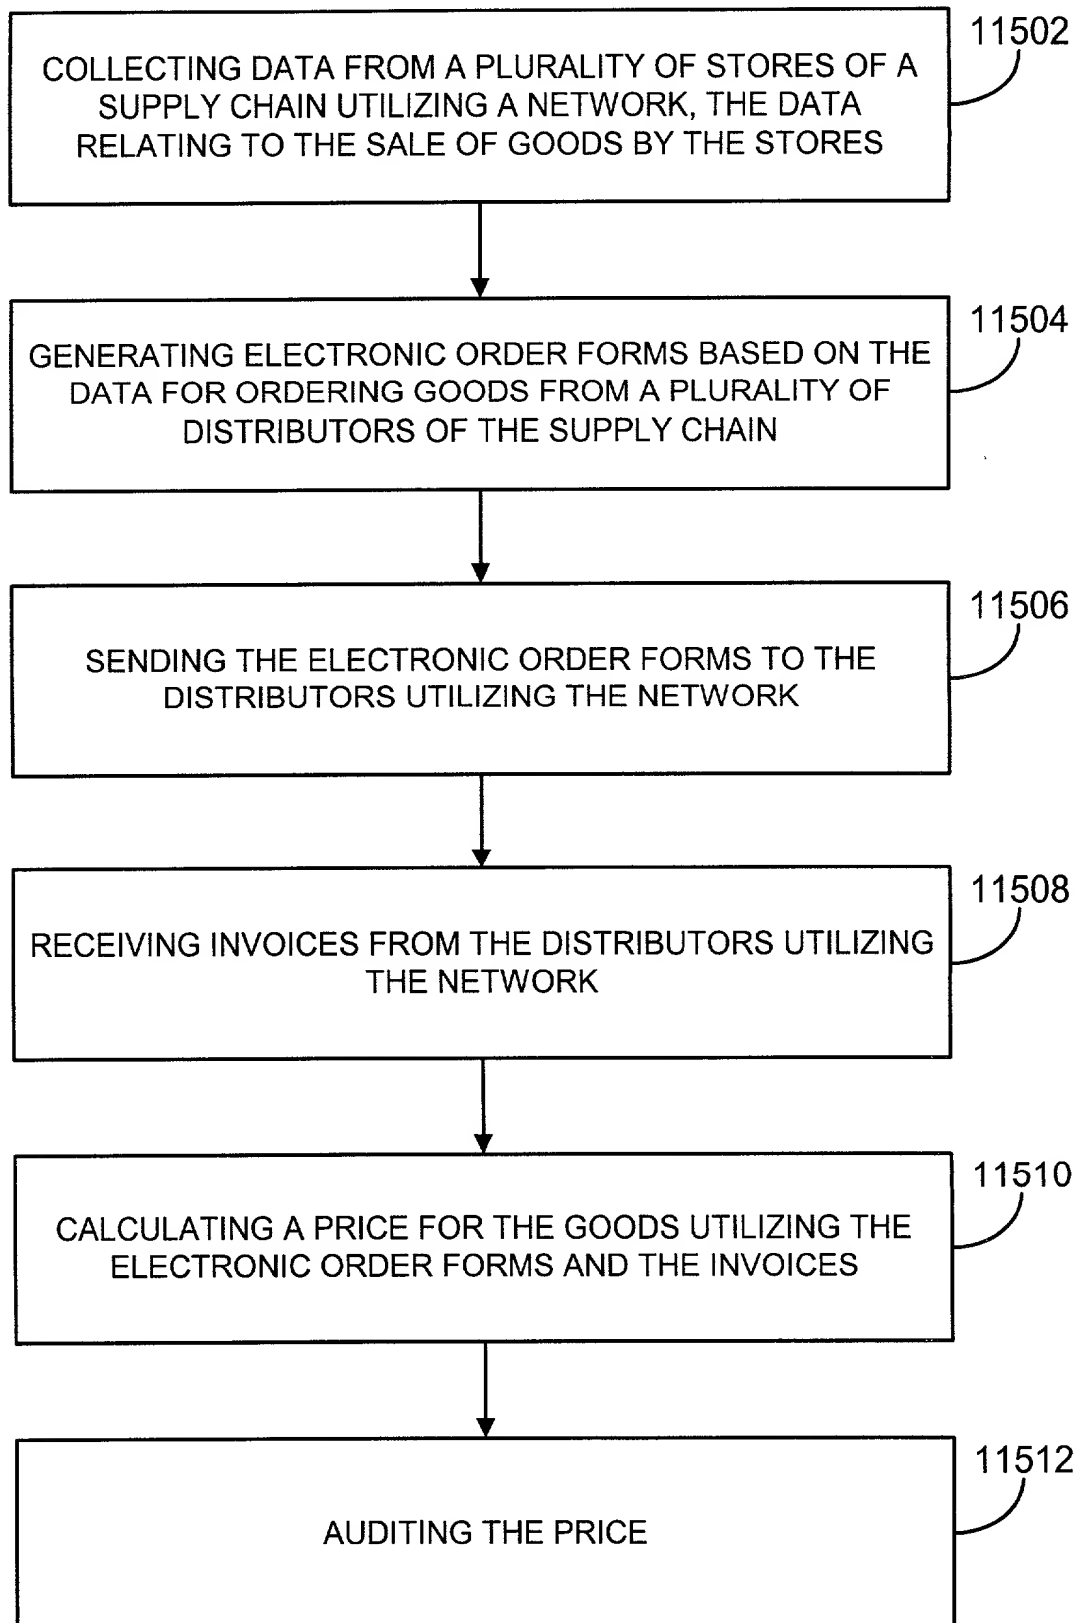 11502
COLLECTING DATA FROM A PLURALITY OF STORES OF A
SUPPLY CHAIN UTILIZING A NETWORK, THE DATA
RELATING TO THE SALE OF GOODS BY THE STORES
11504
GENERATING ELECTRONIC ORDER FORMS BASED ON THE
DATA FOR ORDERING GOODS FROM A PLURALITY OF
DISTRIBUTORS OF THE SUPPLY CHAIN
11506
SENDING THE ELECTRONIC ORDER FORMS TO THE
DISTRIBUTORS UTILIZING THE NETWORK
11508
RECEIVING INVOICES FROM THE DISTRIBUTORS UTILIZING
THE NETWORK
11510
CALCULATING A PRICE FOR THE GOODS UTILIZING THE
ELECTRONIC ORDER FORMS AND THE INVOICES
11512
AUDITING THE PRICE